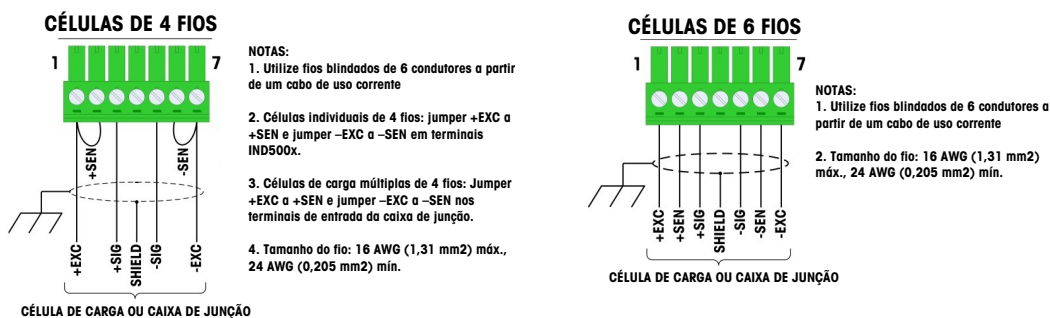 CÉLULAS DE 4 FIOS
1
7
+SEN
-SEN
+EXC
+SIG
SHIELD
-SIG
-EXC
CÉLULA DE CARGA OU CAIXA DE JUNÇÃO
NOTAS:
1. Utilize fios blindados de 6 condutores a partir
de um cabo de uso corrente
2. Células individuais de 4 fios: jumper +EXC a
+SEN e jumper –EXC a –SEN em terminais
IND500x.
3. Células de carga múltiplas de 4 fios: Jumper
+EXC a +SEN e jumper –EXC a –SEN nos
terminais de entrada da caixa de junção.
4. Tamanho do fio: 16 AWG (1,31 mm2) máx.,
24 AWG (0,205 mm2) mín.
CÉLULAS DE 6 FIOS
1
7
+EXC
+SEN
+SIG
SHIELD
-SIG
-SEN
-EXC
CÉLULA DE CARGA OU CAIXA DE JUNÇÃO
NOTAS:
1. Utilize fios blindados de 6 condutores a
partir de um cabo de uso corrente
2. Tamanho do fio: 16 AWG (1,31 mm2)
máx., 24 AWG (0,205 mm2) mín.